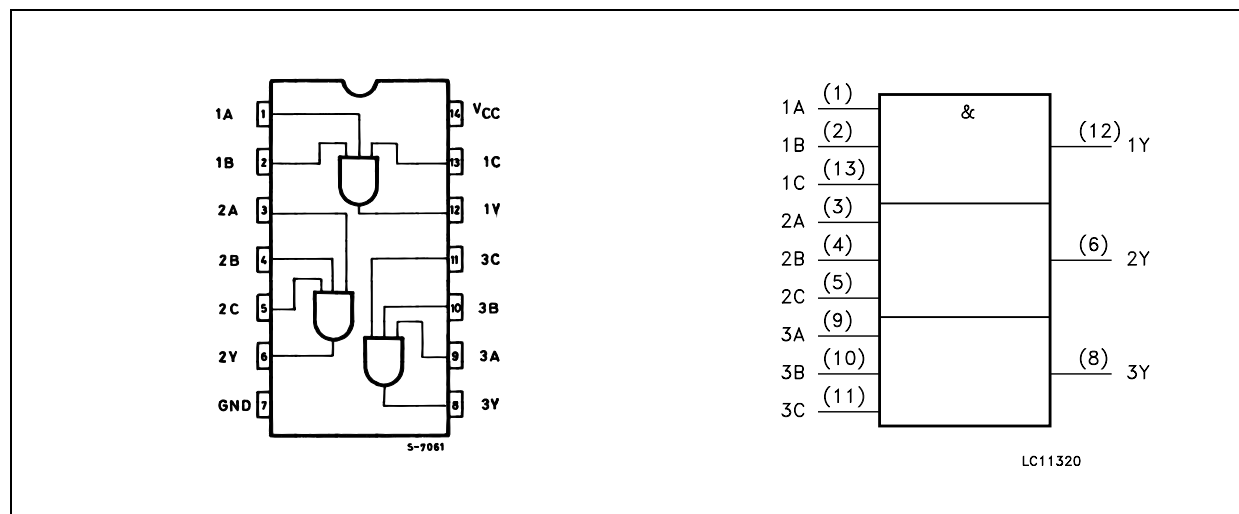 1A 1 14 VCC
1B 2 13 1C
2A 3 12 1Y
2B 4 11 3C
2C 5 10 3B
2Y 6 9 3A
GND 7 8 3Y
S-7061
&
1A (1)
1B (2) (12) 1Y
1C (13)
2A (3)
2B (4) (6) 2Y
2C (5)
3A (9)
3B (10) (8) 3Y
3C (11)
LC11320